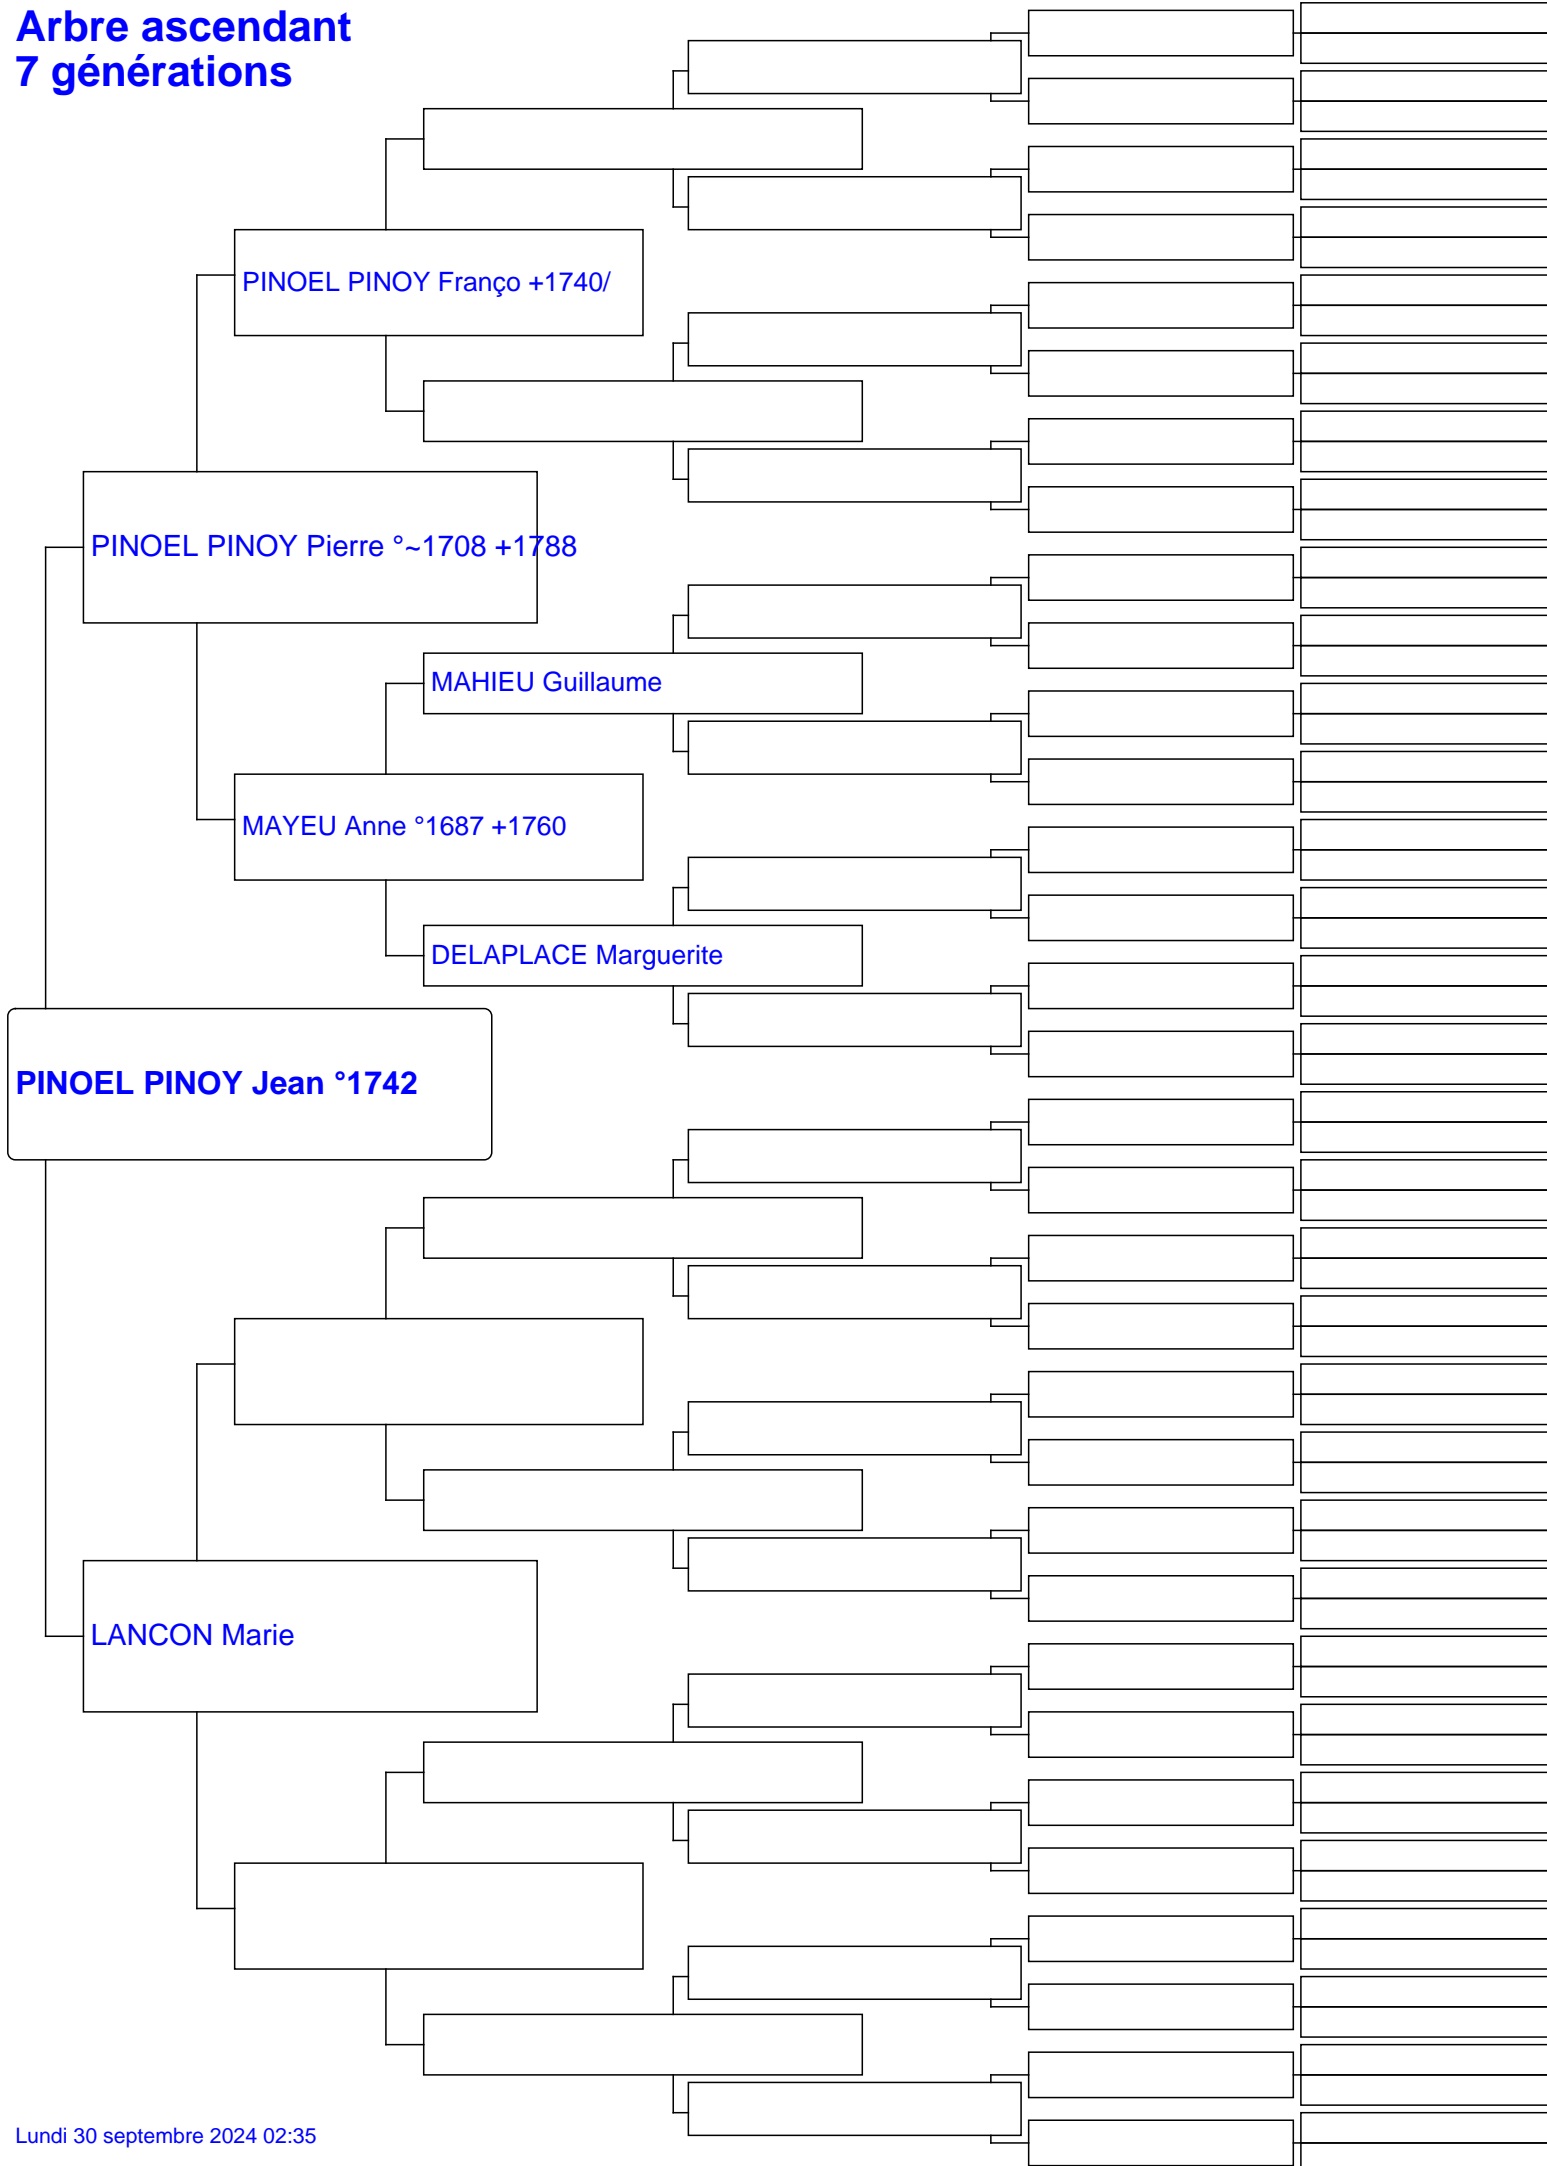 Arbre ascendant
7 générations
PINOEL PINOY Franço +1740/
PINOEL PINOY Pierre °~1708 +1788
MAHIEU Guillaume
MAYEU Anne °1687 +1760
DELAPLACE Marguerite
PINOEL PINOY Jean °1742
LANCON Marie
Lundi 30 septembre 2024 02:35